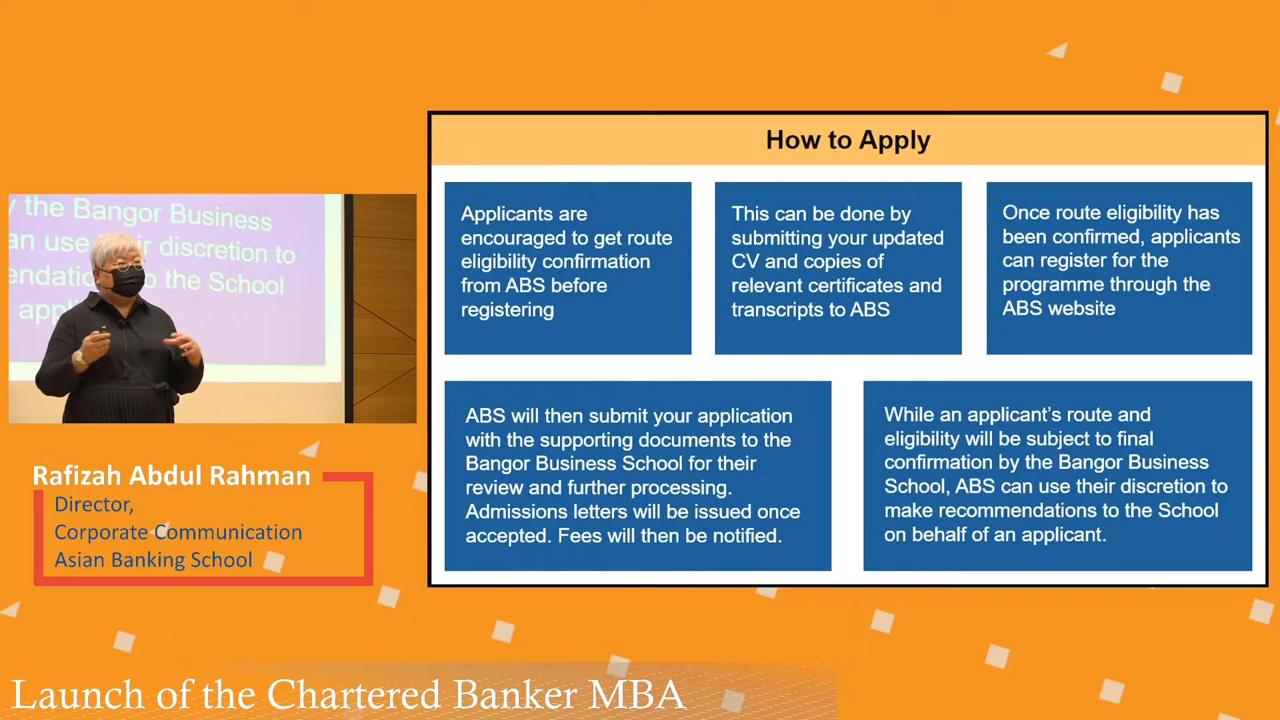 How to Apply
Applicants are
encouraged to get route
eligibility confirmation
from ABS before
registering
This can be done by
submitting your updated
CV and copies of
relevant certificates and
transcripts to ABS
Once route eligibility has
been confirmed, applicants
can register for the
programme through the
ABS website
ABS will then submit your application
with the supporting documents to the
Bangor Business School for their
review and further processing.
Admissions letters will be issued once
accepted. Fees will then be notified.
While an applicant's route and
eligibility will be subject to final
confirmation by the Bangor Business
School, ABS can use their discretion to
make recommendations to the School
on behalf of an applicant.
the Bangor Business
an use their discretion to
the School
Rafizah Abdul Rahman
Director,
Corporate Communication
Asian Banking School
Launch of the Chartered Banker MBA